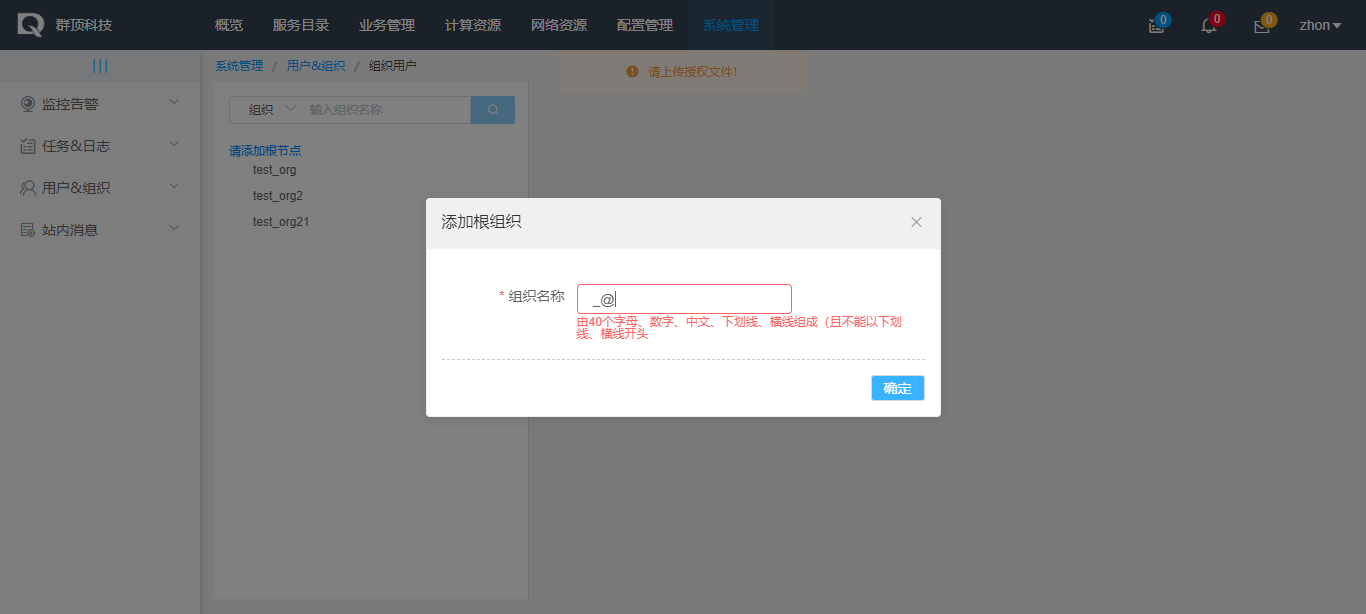 群顶科技
概览 服务目录 业务管理 计算资源 网络资源 配置管理 系统管理
0 0 0 zhon
系统管理 / 用户&组织 / 组织用户
请上传授权文件!
监控告警
任务&日志
用户&组织
站内消息
组织 输入组织名称
请添加根节点
test_org
test_org2
test_org21
添加根组织
* 组织名称 _@
由40个字母、数字、中文、下划线、横线组成（且不能以下划
线、横线开头
确定